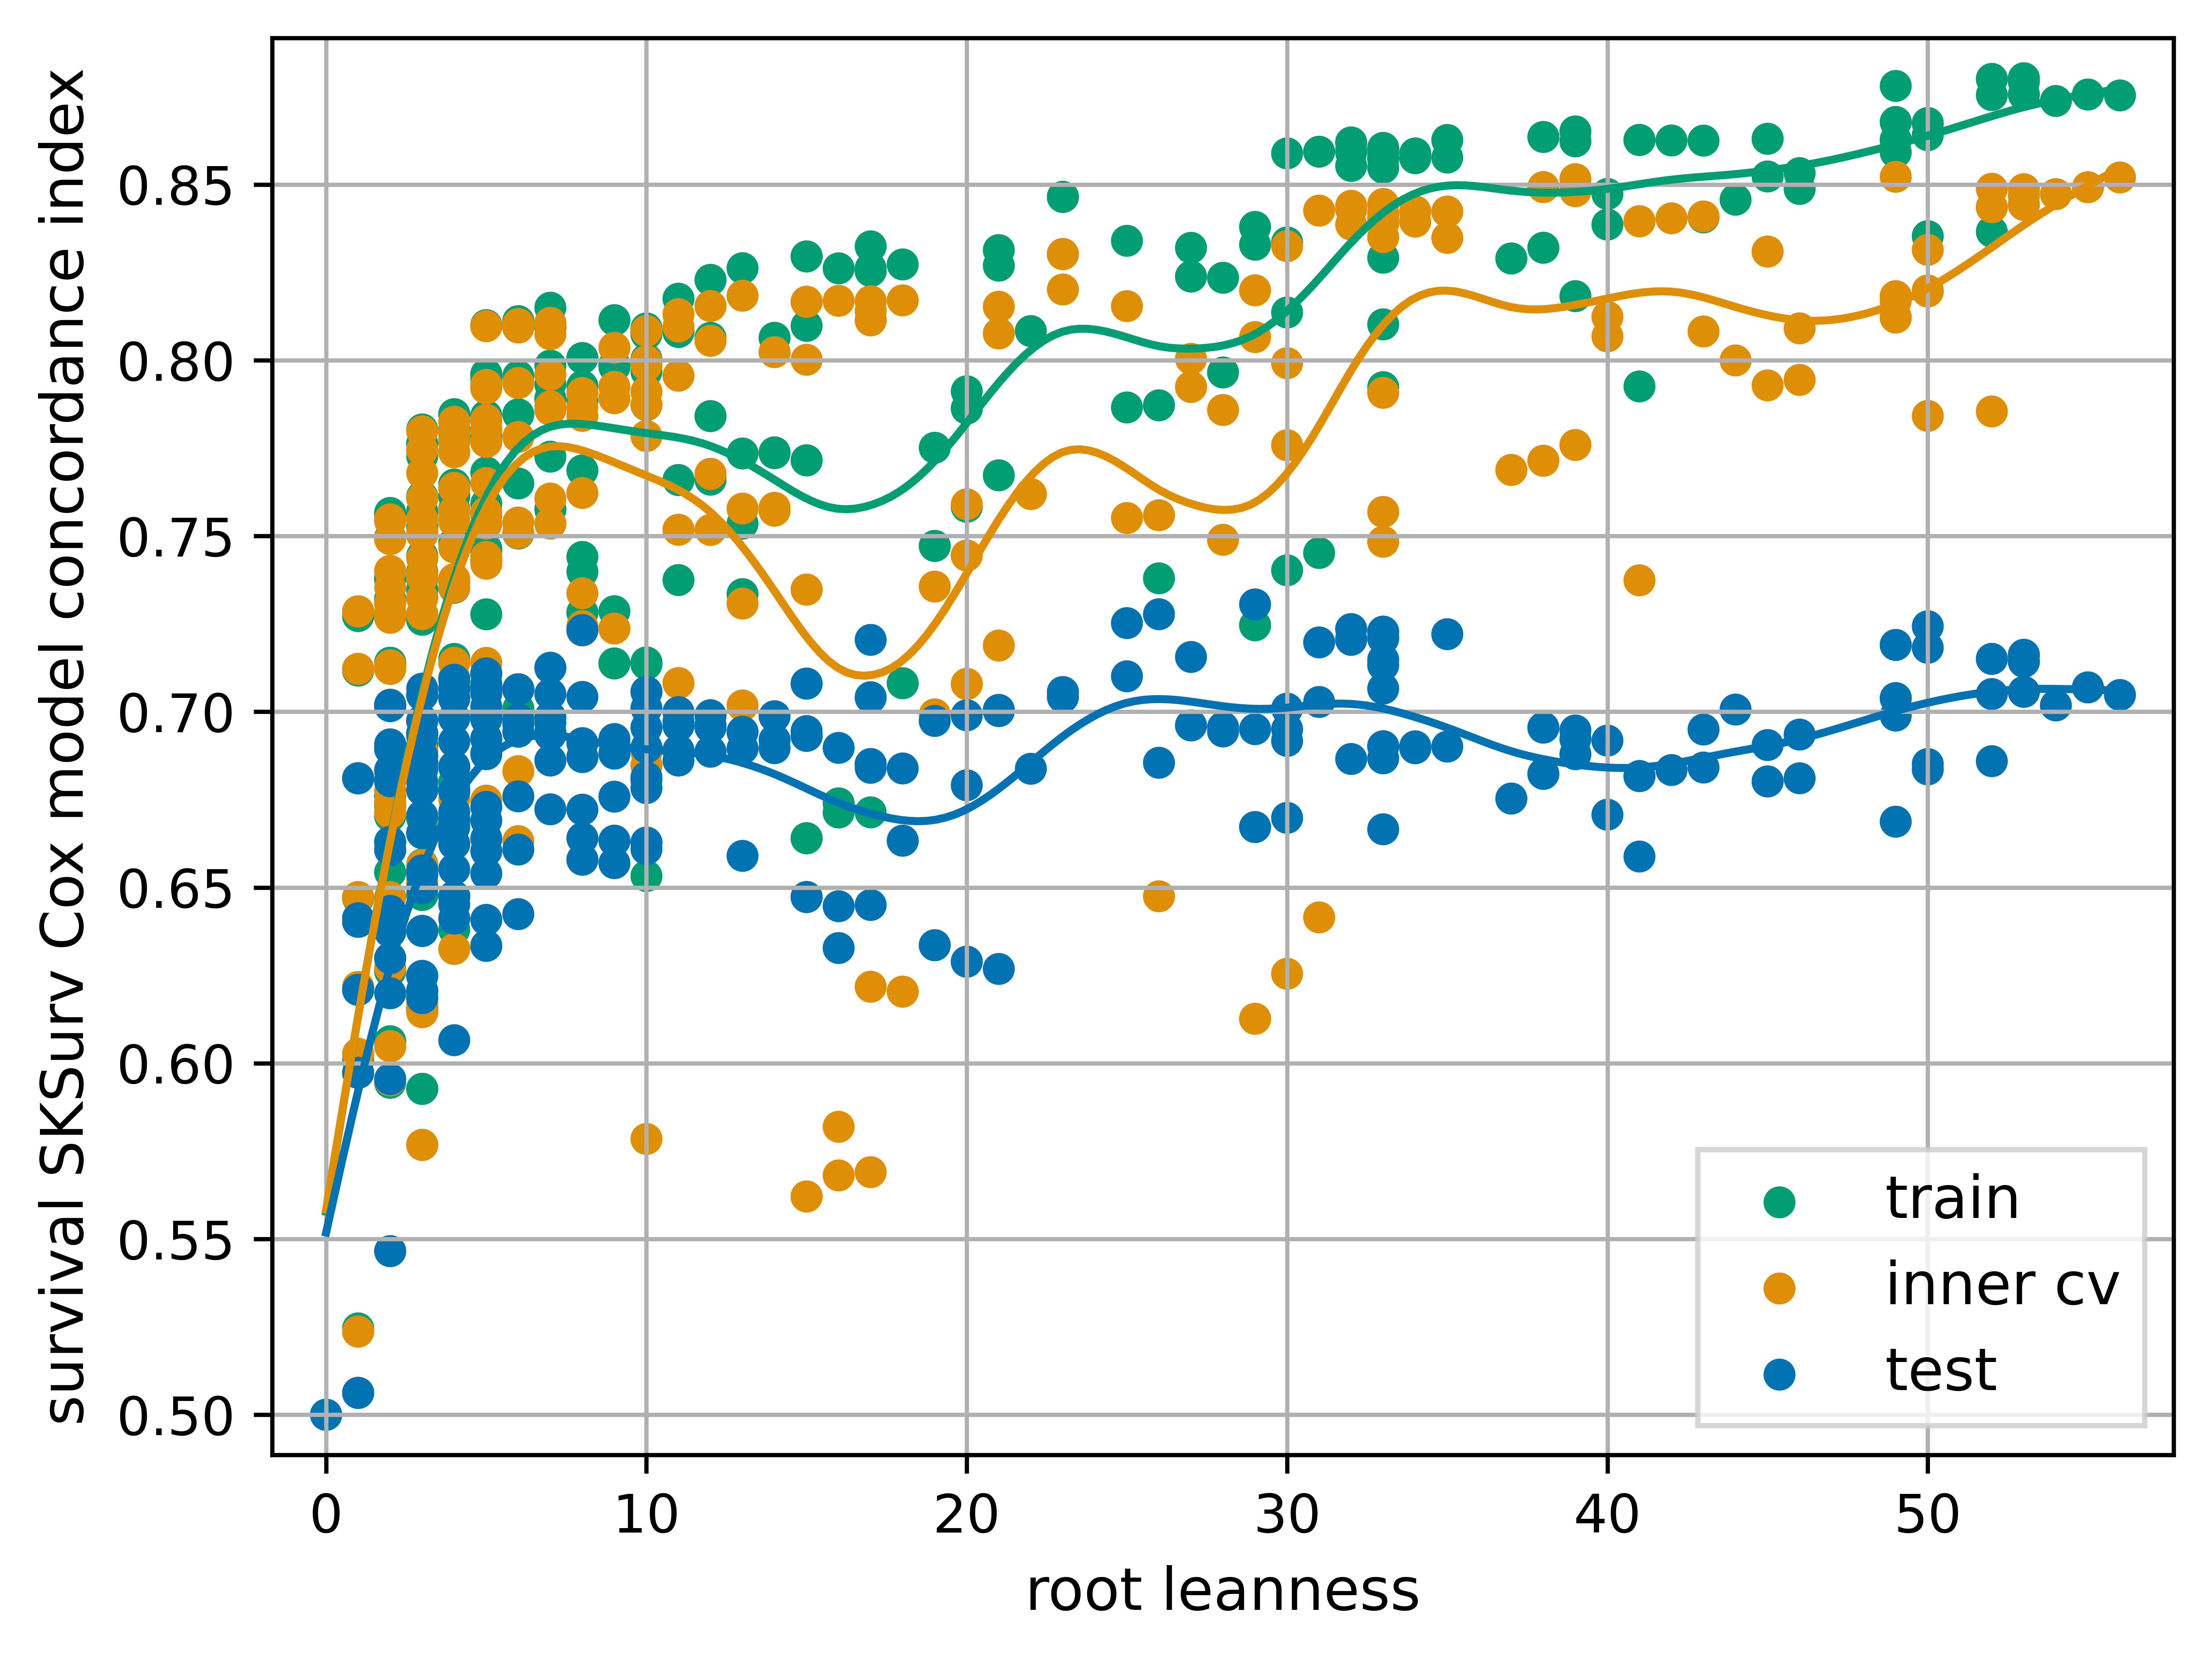 survival SKSurv Cox model concordance index
0.85
0.80
0.75
0.70
0.65
0.60
0.55
0.50
train
inner cv
test
0 10 20 30 40 50
root leanness